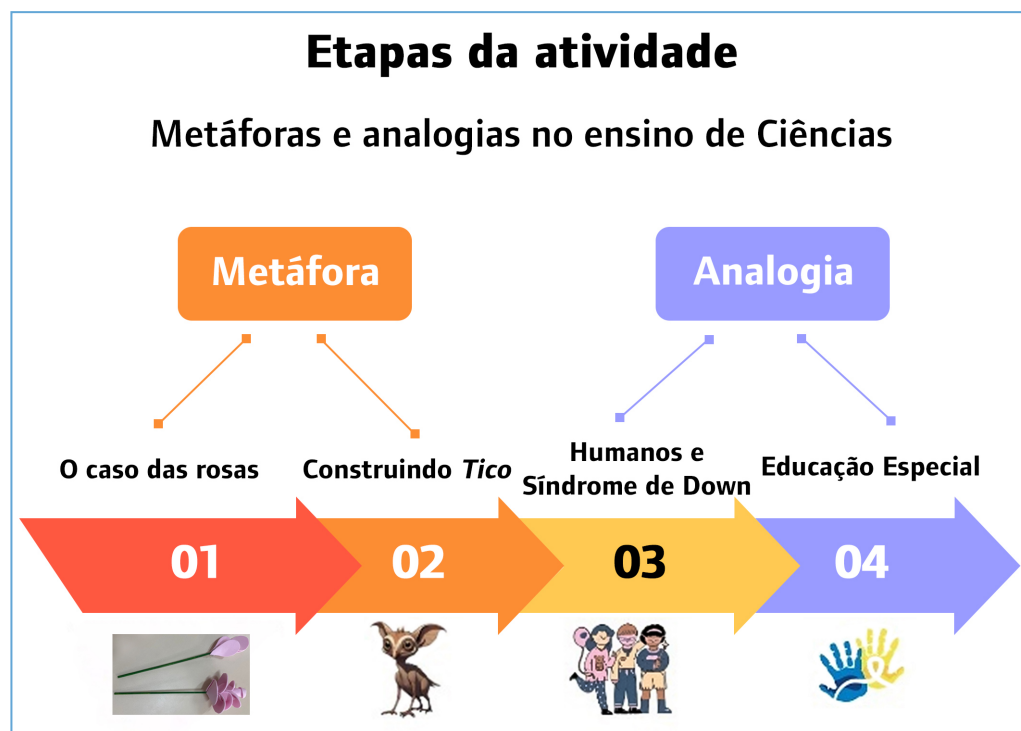 Etapas da atividade
Metáforas e analogias no ensino de Ciências
Metáfora
Analogia
O caso das rosas
Construindo Tico
Humanos e
Síndrome de Down
Educação Especial
01
02
03
04